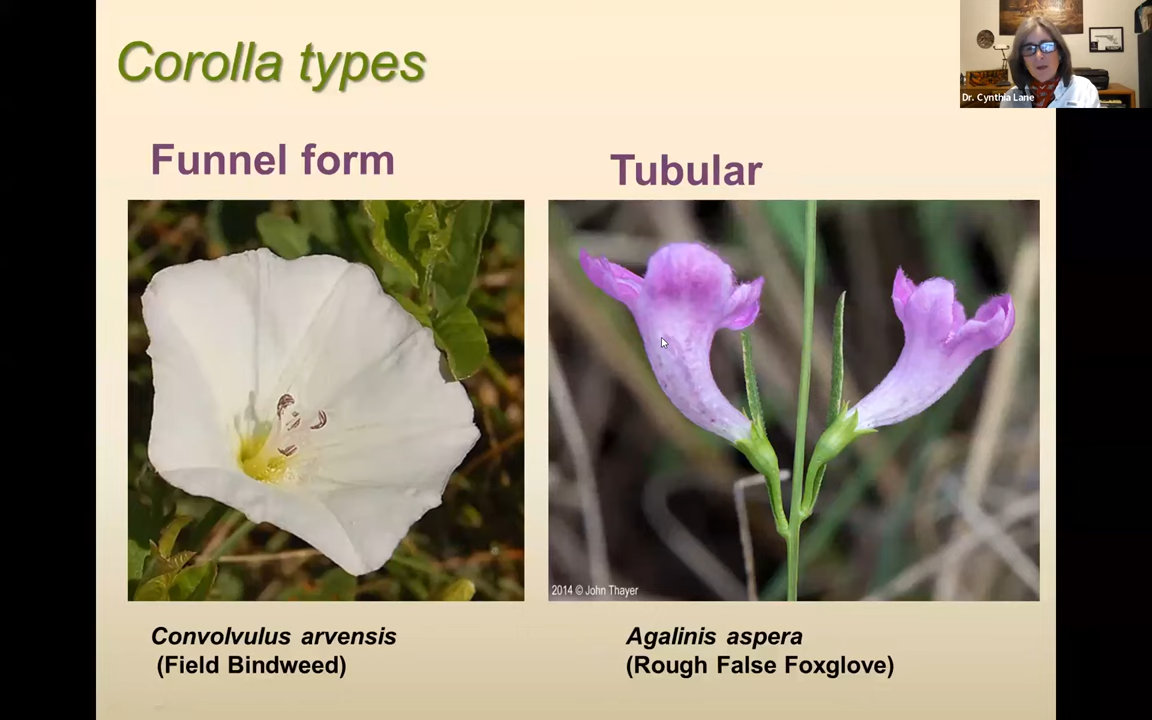 Corolla types
Dr. Cynthia Lane
Funnel form
Tubular
2014 © John Thayer
Convolvulus arvensis
(Field Bindweed)
Agalinis aspera
(Rough False Foxglove)